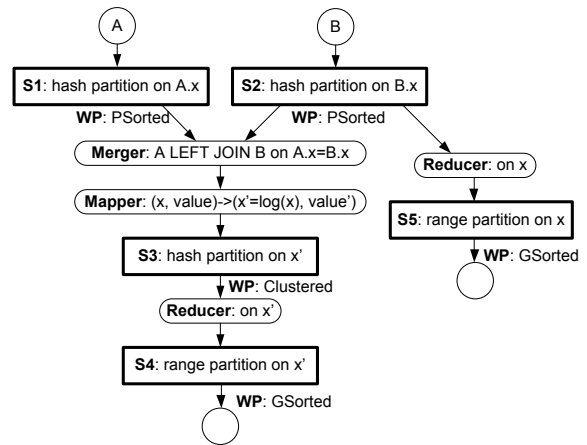 A
B
S1: hash partition on A.x
S2: hash partition on B.x
WP: PSorted
WP: PSorted
Merger: A LEFT JOIN B on A.x=B.x
Reducer: on x
Mapper: (x, value)->(x'=log(x), value')
S5: range partition on x
S3: hash partition on x'
WP: GSorted
WP: Clustered
Reducer: on x'
S4: range partition on x'
WP: GSorted